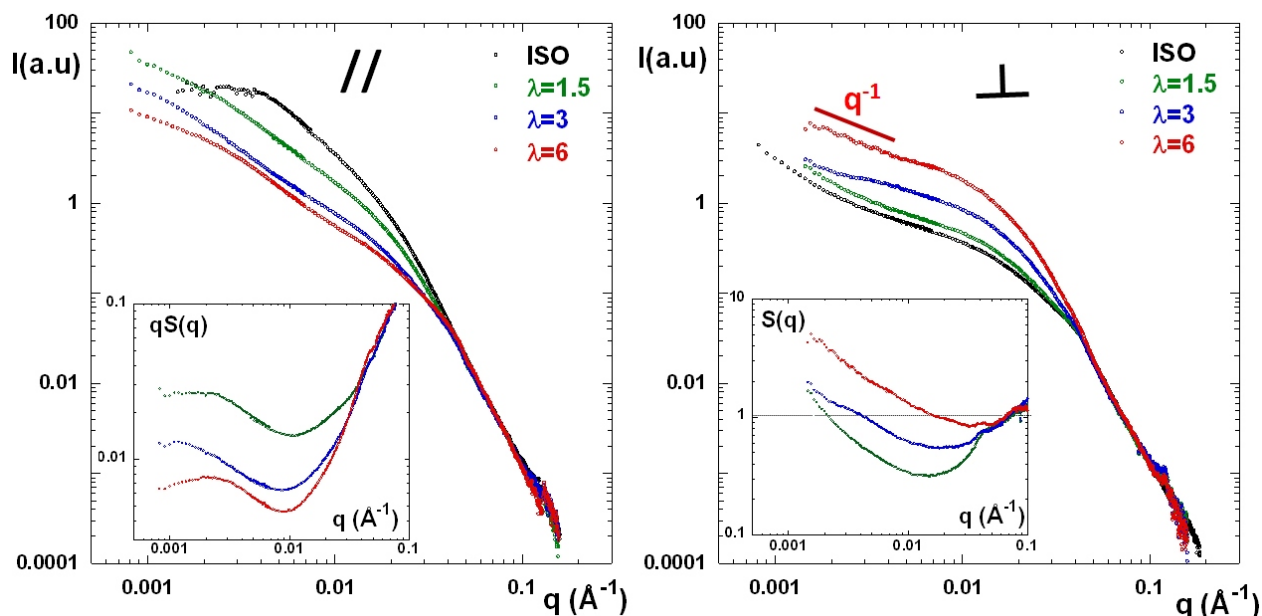 100
I(a.u)
//
ISO
λ=1.5
λ=3
λ=6
1
0.01
0.0001
0.001
0.01
0.1
q (Å-1)
0.1
qS(q)
0.01
q (Å-1)
0.001
0.01
0.1
100
I(a.u)
⊥
ISO
λ=1.5
λ=3
λ=6
q-1
1
0.01
0.0001
0.001
0.01
0.1
q (Å-1)
10
S(q)
1
0.1
q (Å-1)
0.001
0.01
0.1